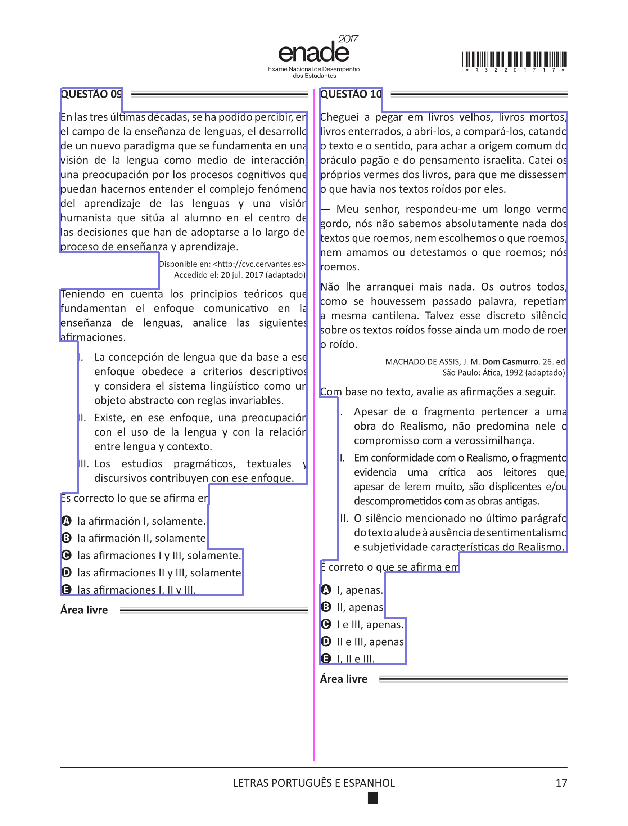 enade 2017
Exame Nacional de Desempenho
dos Estudantes
*R3220171 7*
QUESTÃO 09
En las tres últimas décadas, se ha podido percibir, en
el campo de la enseñanza de lenguas, el desarrollo
de un nuevo paradigma que se fundamenta en una
visión de la lengua como medio de interacción,
una preocupación por los procesos cognitivos que
puedan hacernos entender el complejo fenómeno
del aprendizaje de las lenguas y una visión
humanista que sitúa al alumno en el centro de
las decisiones que han de adoptarse a lo largo del
proceso de enseñanza y aprendizaje.
Disponible en: <http://cvc.cervantes.es>
Accedido el: 20 jul. 2017 (adaptado)
Teniendo en cuenta los principios teóricos que
fundamentan el enfoque comunicativo en la
enseñanza de lenguas, analice las siguientes
afirmaciones.
I. La concepción de lengua que da base a ese
enfoque obedece a criterios descriptivos
y considera el sistema lingüístico como un
objeto abstracto con reglas invariables.
II. Existe, en ese enfoque, una preocupación
con el uso de la lengua y con la relación
entre lengua y contexto.
III. Los estudios pragmáticos, textuales y
discursivos contribuyen con ese enfoque.
Es correcto lo que se afirma en
A la afirmación I, solamente.
B la afirmación II, solamente
C las afirmaciones I y III, solamente.
D las afirmaciones II y III, solamente
E las afirmaciones I, II y III.
Área livre
QUESTÃO 10
Cheguei a pegar em livros velhos, livros mortos,
livros enterrados, a abri-los, a compará-los, catando
o texto e o sentido, para achar a origem comum do
oráculo pagão e do pensamento israelita. Catei os
próprios vermes dos livros, para que me dissessem
o que havia nos textos roídos por eles.
— Meu senhor, respondeu-me um longo verme
gordo, nós não sabemos absolutamente nada dos
textos que roemos, nem escolhemos o que roemos,
nem amamos ou detestamos o que roemos; nós
roemos.
Não lhe arranquei mais nada. Os outros todos,
como se houvessem passado palavra, repetiam
a mesma cantilena. Talvez esse discreto silêncio
sobre os textos roídos fosse ainda um modo de roer
o roído.
MACHADO DE ASSIS, J. M. Dom Casmurro. 26. ed
São Paulo: Ática, 1992 (adaptado)
Com base no texto, avalie as afirmações a seguir.
I. Apesar de o fragmento pertencer a uma
obra do Realismo, não predomina nele o
compromisso com a verossimilhança.
II. Em conformidade com o Realismo, o fragmento
evidencia uma crítica aos leitores que,
apesar de lerem muito, são displicentes e/ou
descomprometidos com as obras antigas.
III. O silêncio mencionado no último parágrafo
do texto alude à ausência de sentimentalismo
e subjetividade características do Realismo.
É correto o que se afirma em
A I, apenas.
B II, apenas
C I e III, apenas.
D II e III, apenas
E I, II e III.
Área livre
LETRAS PORTUGUÊS E ESPANHOL
17